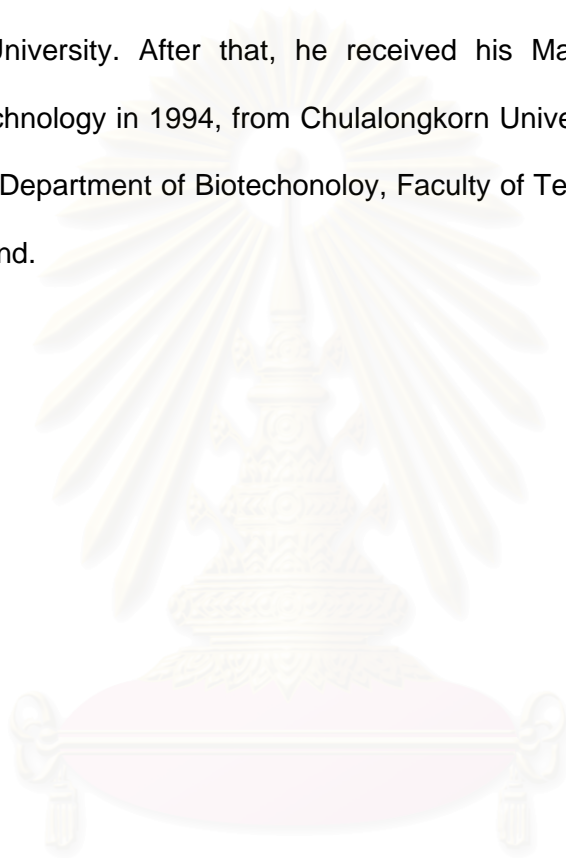 University. After that, he received his Ma
chnology in 1994, from Chulalongkorn Unive
Department of Biotechonoloy, Faculty of Te
nd.